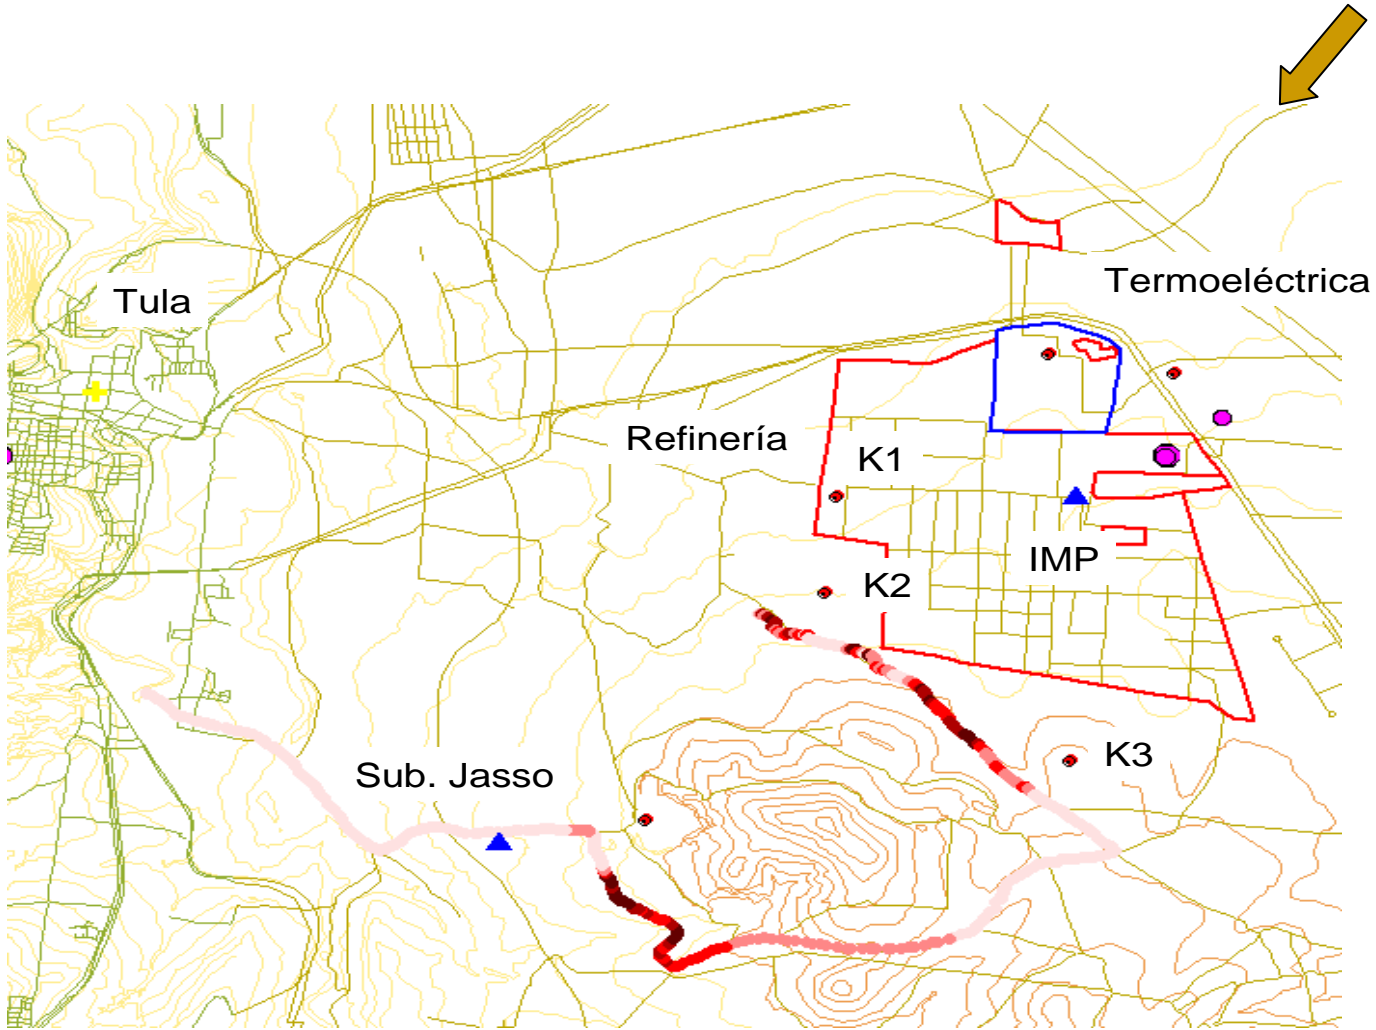 Termoeléctrica
Tula
Refinería
K1
IMP
K2
K3
Sub. Jasso